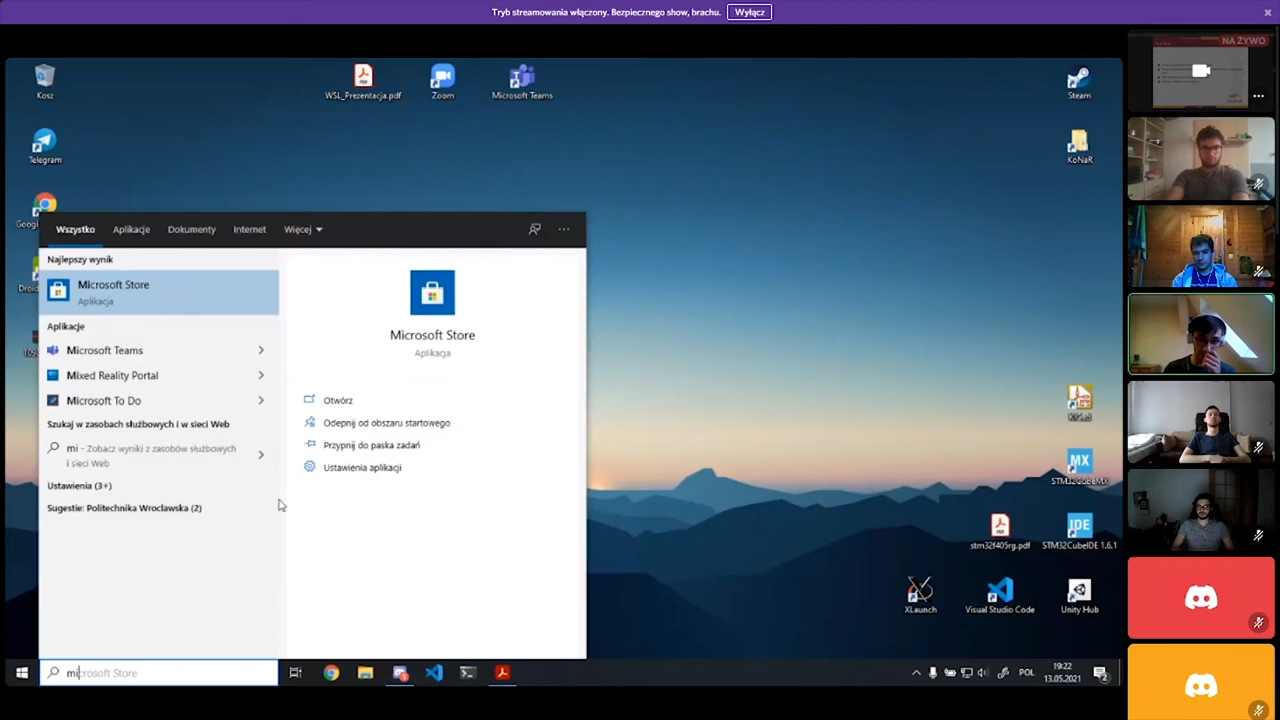 Tryb streamowania włączony. Bezpiecznego show, brachu.
Wyłącz
NA ŻYWO
Kosz
WSL_Prezentacja.pdf
Zoom
Microsoft Teams
Steam
Telegram
KoNaR
Wszystko
Aplikacje
Dokumenty
Internet
Więcej
Najlepszy wynik
Microsoft Store
Aplikacja
Microsoft Store
Aplikacja
Aplikacje
Microsoft Teams
Mixed Reality Portal
Microsoft To Do
Otwórz
Odepnij od obszaru startowego
Przypnij do paska zadań
Ustawienia aplikacji
Szukaj w zasobach służbowych i w sieci Web
mi - Zobacz wyniki z zasobów służbowych
i sieci Web
Ustawienia (3+)
Sugestie: Politechnika Wrocławska (2)
MX
STM32CubeMX
IDE
stm32f405rg.pdf
STM32CubeIDE 1.6.1
XLaunch
Visual Studio Code
Unity Hub
microsoft Store
POL
19:22
13.05.2021
2